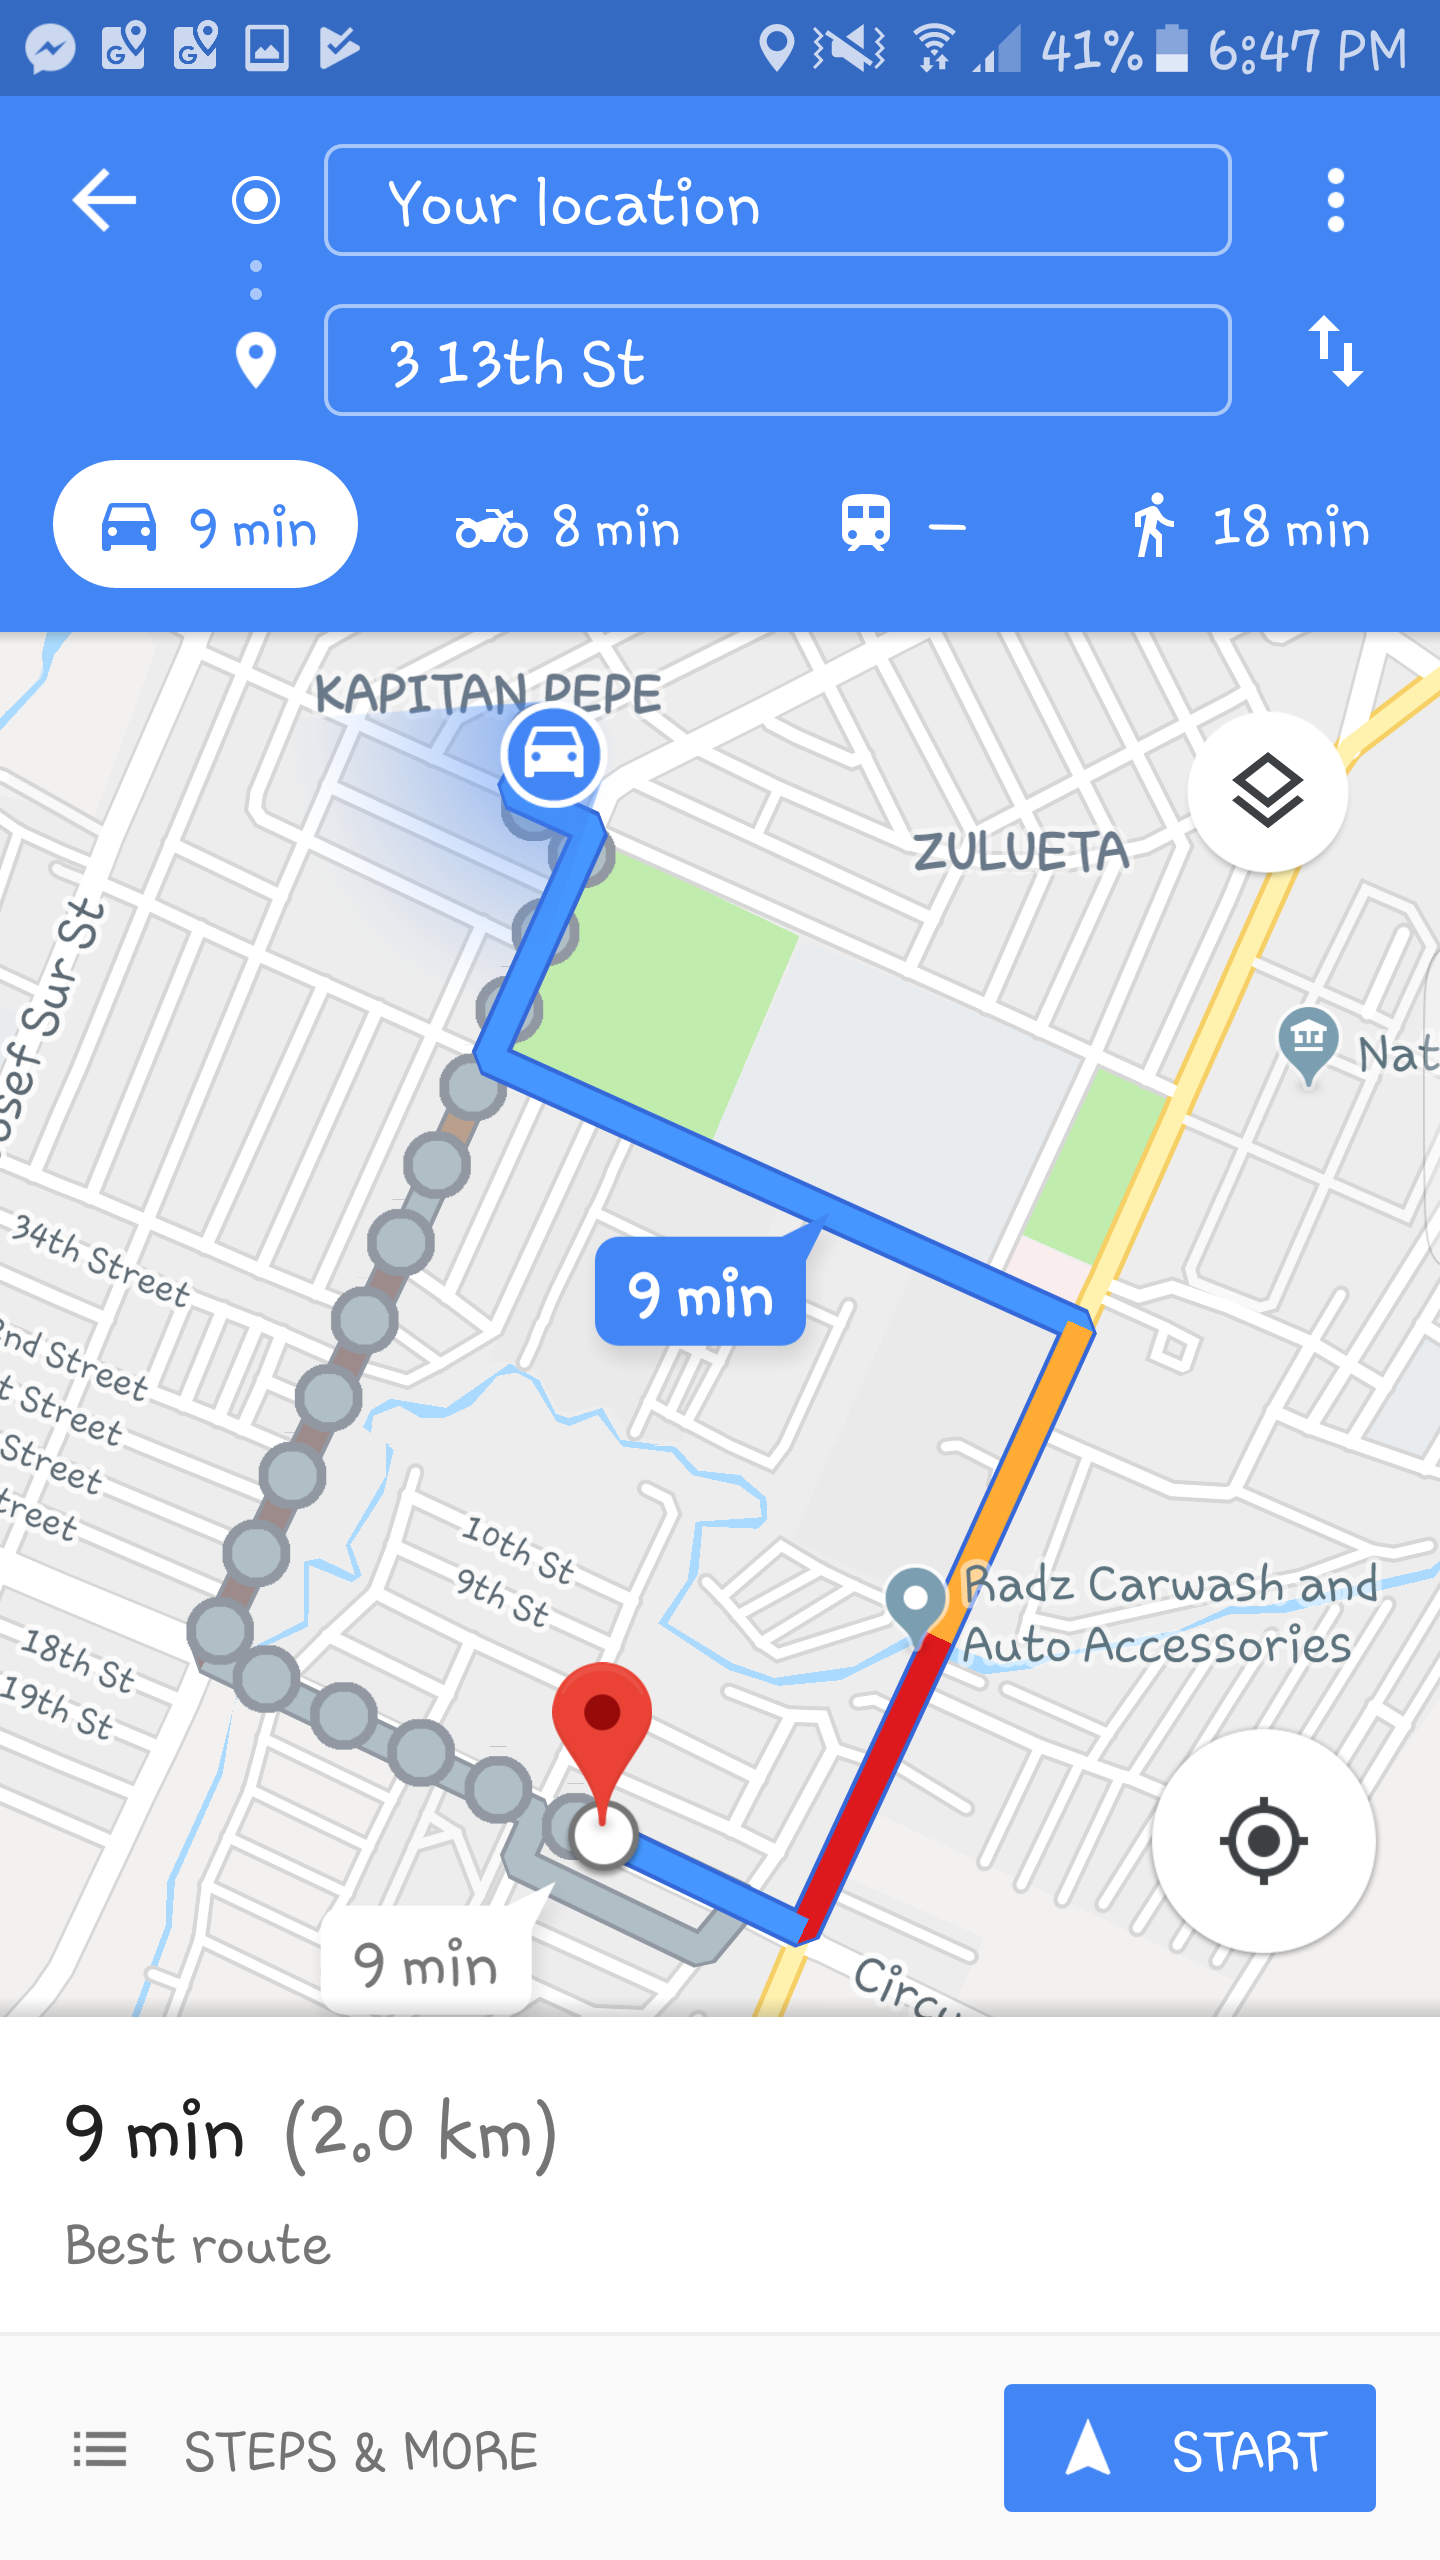 41% 6:47 PM
Your location
3 13th St
9 min
8 min
—
18 min
KAPITAN PEPE
ZULUETA
osef Sur St
Nat
34th Street
2nd Street
t Street
Street
treet
9 min
10th St
9th St
Radz Carwash and
Auto Accessories
18th St
19th St
9 min
Circu
9 min (2.0 km)
Best route
STEPS & MORE
START